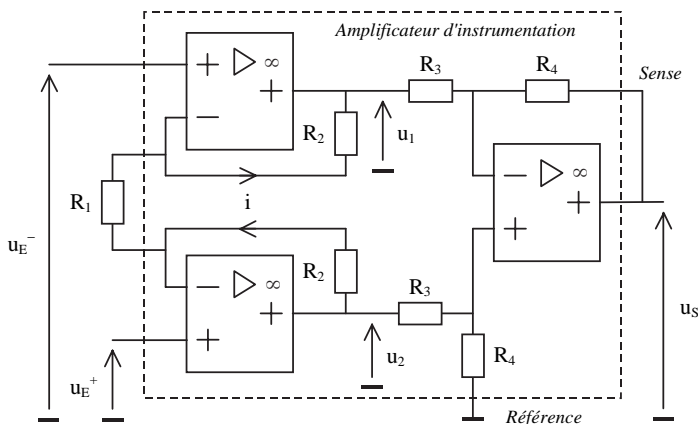 Amplificateur d'instrumentation
R3
R4
Sense
+
▷ ∞
+
−
R2
u1
−
▷ ∞
+
+
R1
i
uE−
R2
−
▷ ∞
+
+
R3
uS
R4
u2
uE+
Référence